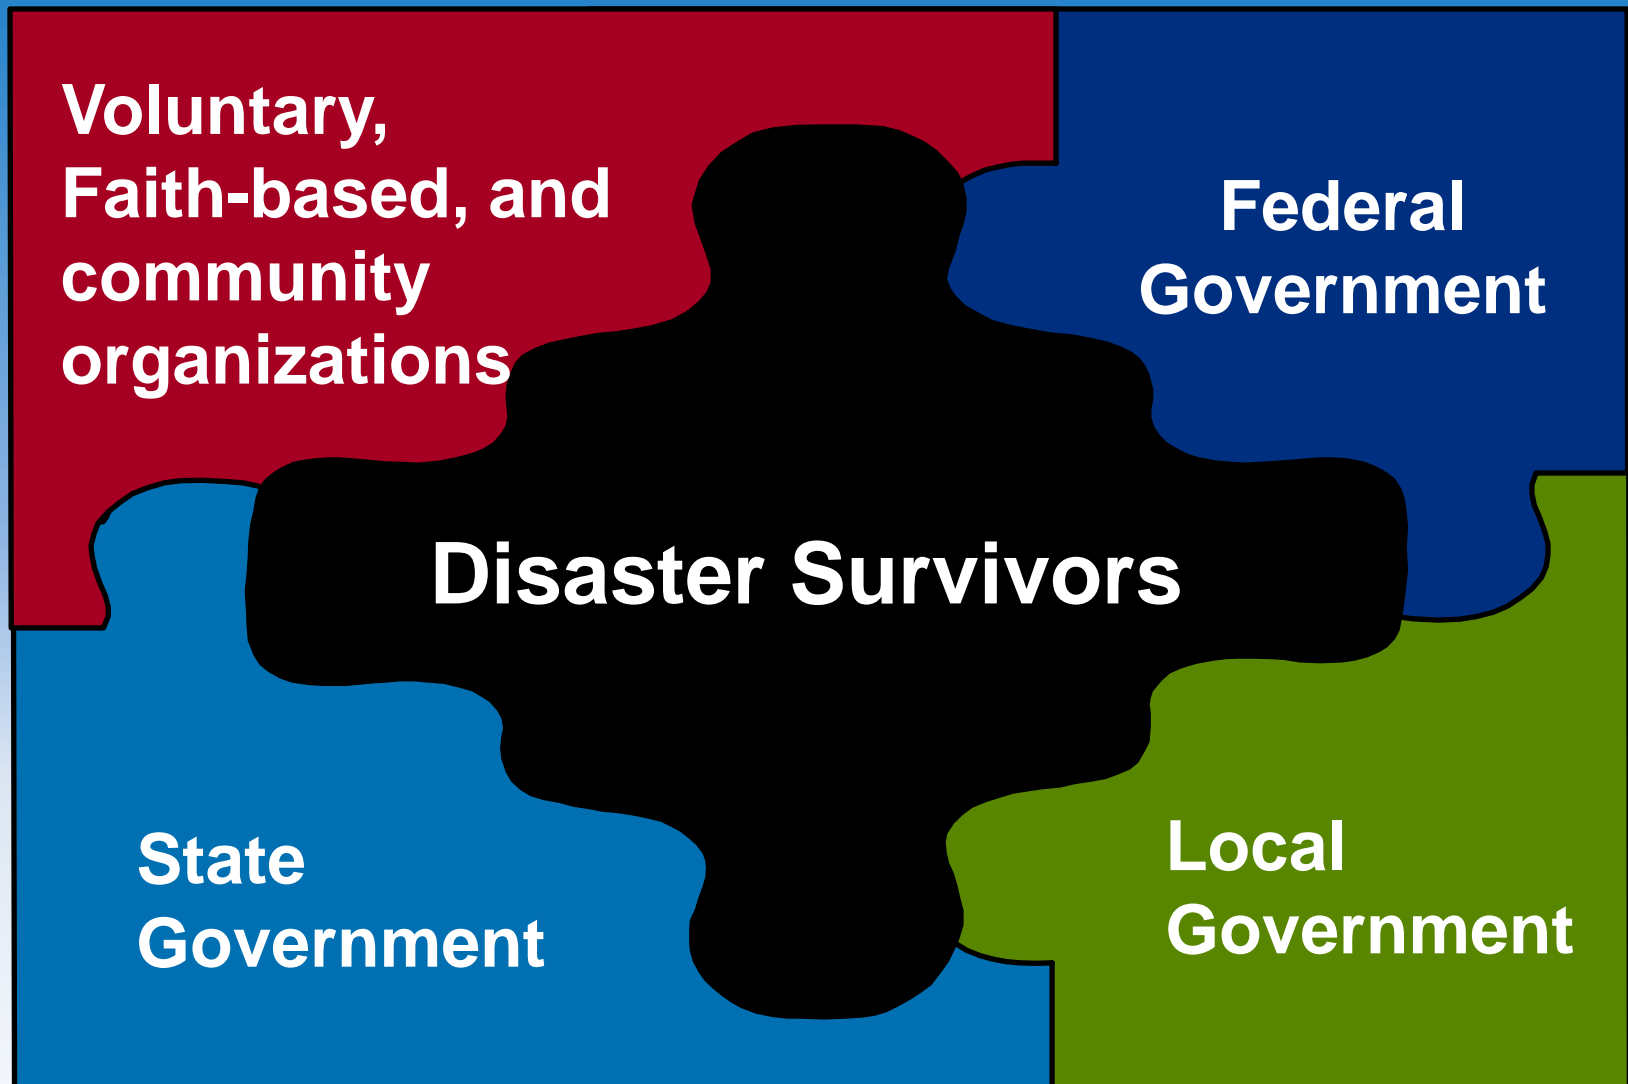 Voluntary,
Faith-based, and
community
organizations
Federal
Government
Disaster Survivors
State
Government
Local
Government